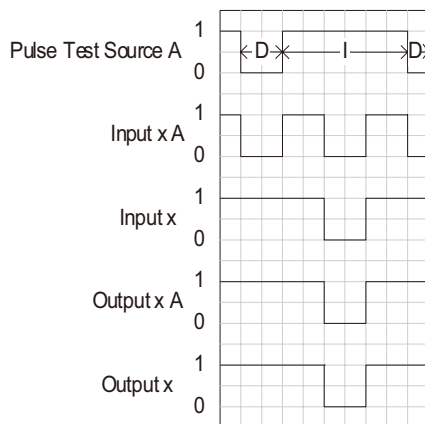 1
Pulse Test Source A
D
I
D
0
1
Input x A
0
1
Input x
0
1
Output x A
0
1
Output x
0